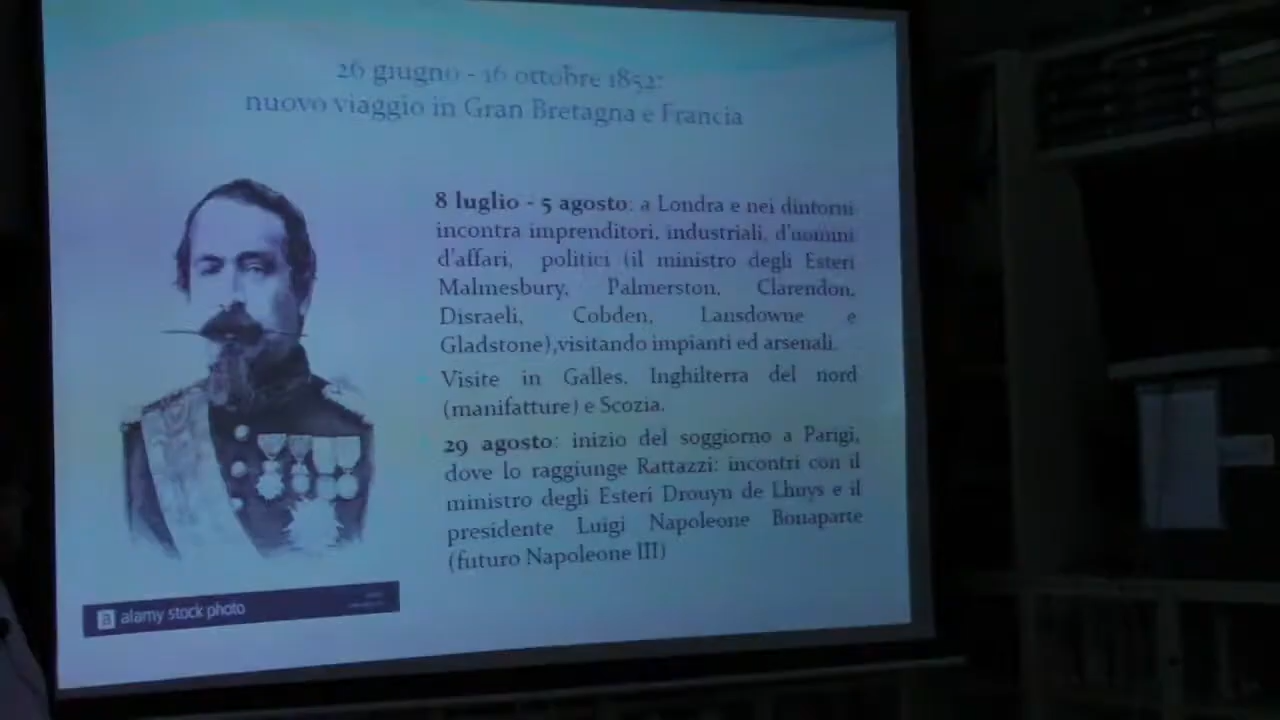 26 giugno - 16 ottobre 1852:
nuovo viaggio in Gran Bretagna e Francia
8 luglio - 5 agosto: a Londra e nei dintorni
incontra imprenditori, industriali, d'uomini
d'affari, politici (il ministro degli Esteri
Malmesbury, Palmerston, Clarendon,
Disraeli, Cobden, Lansdowne e
Gladstone),visitando impianti ed arsenali.
Visite in Galles, Inghilterra del nord
(manifatture) e Scozia.
29 agosto: inizio del soggiorno a Parigi,
dove lo raggiunge Rattazzi: incontri con il
ministro degli Esteri Drouyn de Lhuys e il
presidente Luigi Napoleone Bonaparte
(futuro Napoleone III)
a alamy stock photo